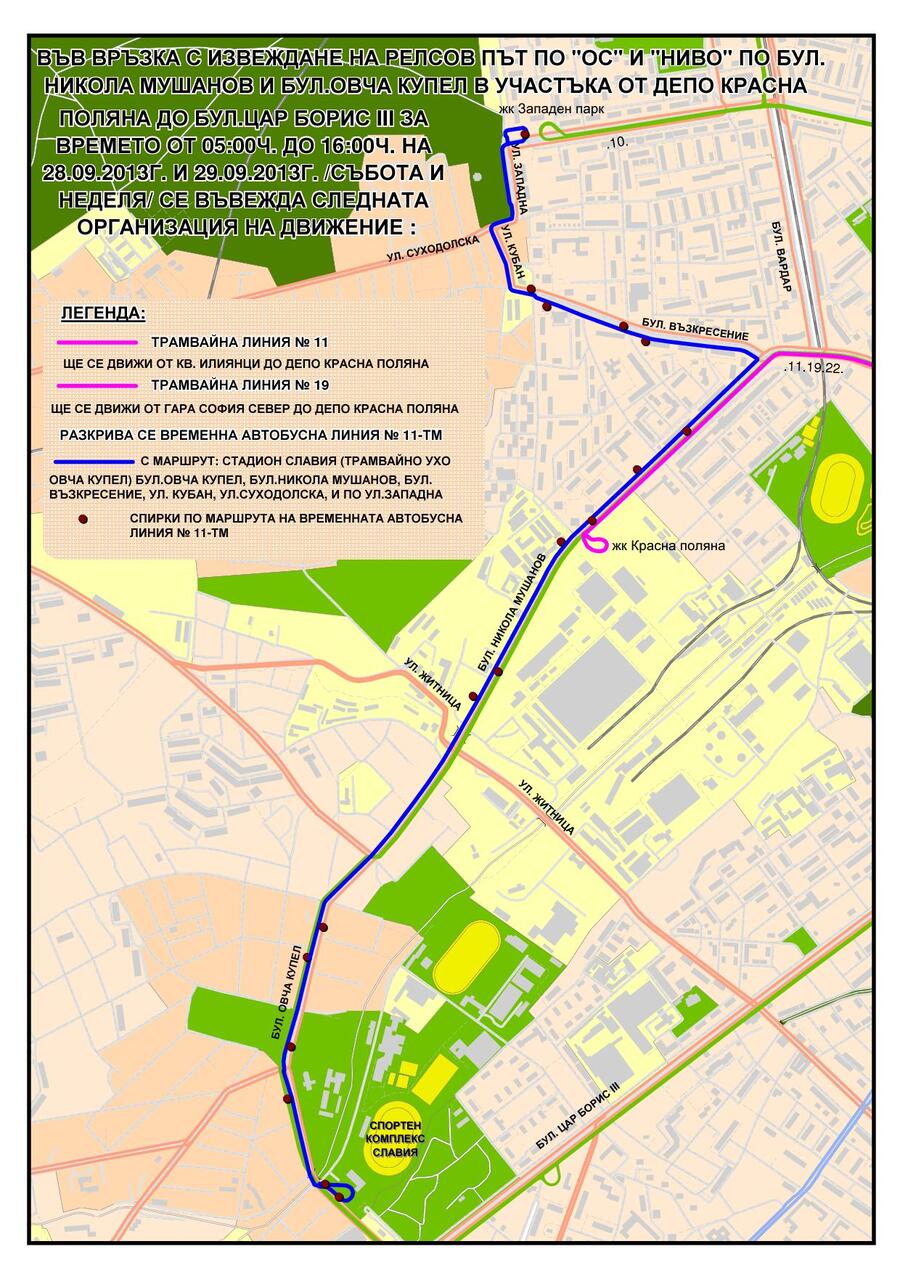 ВЪВ ВРЪЗКА С ИЗВЕЖДАНЕ НА РЕЛСОВ ПЪТ ПО "ОС" И "НИВО" ПО БУЛ.
НИКОЛА МУШАНОВ И БУЛ.ОВЧА КУПЕЛ В УЧАСТЪКА ОТ ДЕПО КРАСНА
ПОЛЯНА ДО БУЛ.ЦАР БОРИС III ЗА
ВРЕМЕТО ОТ 05:00Ч. ДО 16:00Ч. НА
28.09.2013Г. И 29.09.2013Г. /СЪБОТА И
НЕДЕЛЯ/ СЕ ВЪВЕЖДА СЛЕДНАТА
ОРГАНИЗАЦИЯ НА ДВИЖЕНИЕ :
жк Западен парк
.10.
УЛ. ЗАПАДНА
УЛ. СУХОДОЛСКА
УЛ. КУБАН
БУЛ. ВАРДАР
БУЛ. ВЪЗКРЕСЕНИЕ
.11.19.22.
ЛЕГЕНДА:
ТРАМВАЙНА ЛИНИЯ № 11
ЩЕ СЕ ДВИЖИ ОТ КВ. ИЛИЯНЦИ ДО ДЕПО КРАСНА ПОЛЯНА
ТРАМВАЙНА ЛИНИЯ № 19
ЩЕ СЕ ДВИЖИ ОТ ГАРА СОФИЯ СЕВЕР ДО ДЕПО КРАСНА ПОЛЯНА
РАЗКРИВА СЕ ВРЕМЕННА АВТОБУСНА ЛИНИЯ № 11-ТМ
С МАРШРУТ: СТАДИОН СЛАВИЯ (ТРАМВАЙНО УХО
ОВЧА КУПЕЛ) БУЛ.ОВЧА КУПЕЛ, БУЛ.НИКОЛА МУШАНОВ, БУЛ.
ВЪЗКРЕСЕНИЕ, УЛ. КУБАН, УЛ.СУХОДОЛСКА, И ПО УЛ.ЗАПАДНА
СПИРКИ ПО МАРШРУТА НА ВРЕМЕННАТА АВТОБУСНА
ЛИНИЯ № 11-ТМ
жк Красна поляна
БУЛ. НИКОЛА МУШАНОВ
УЛ. ЖИТНИЦА
УЛ. ЖИТНИЦА
БУЛ. ОВЧА КУПЕЛ
БУЛ. ЦАР БОРИС III
СПОРТЕН
КОМПЛЕКС
СЛАВИЯ